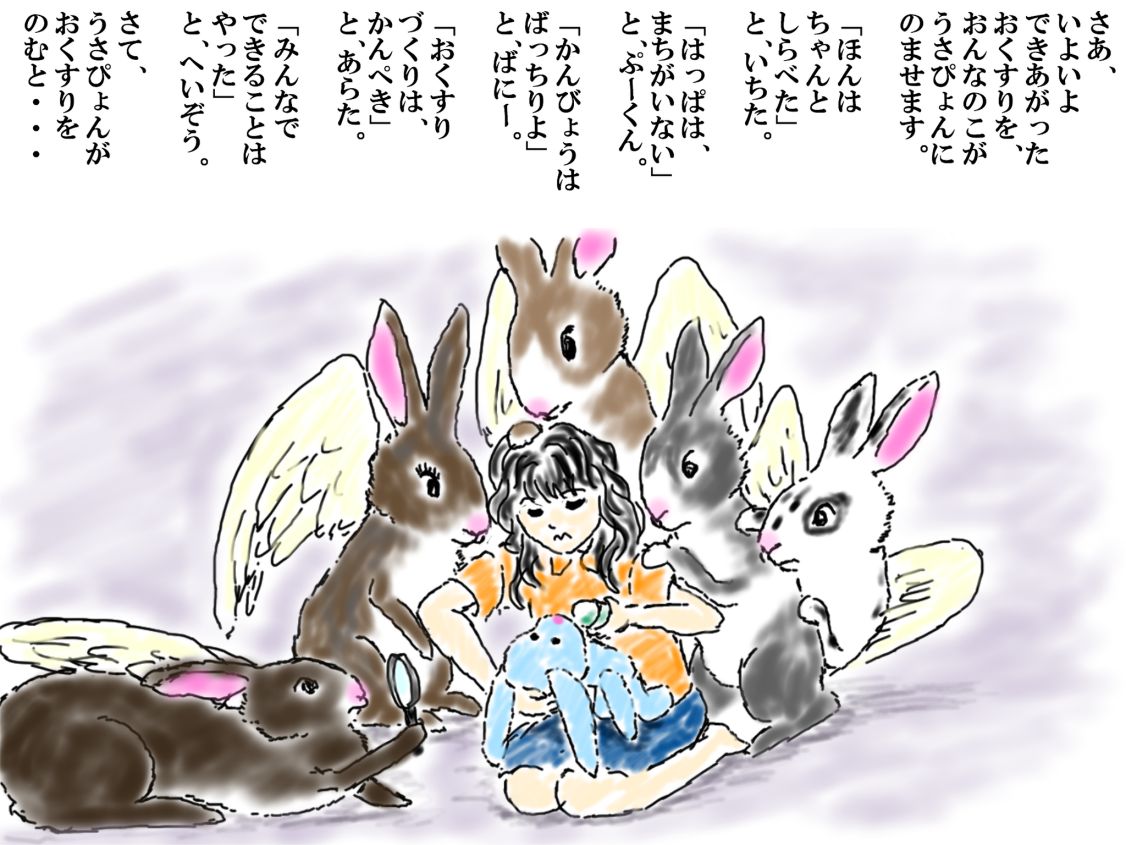 さあ、
いよいよ
できあがった
おくすりを、
おんなのこが
うさぴょんに
のませます。
「ほんは
ちゃんと
しらべた」
と、いちた。
「はっぱは、
まちがいない」
と、ぷーくん。
「かんびょうは
ばっちりよ」
と、ばにー。
「おくすり
づくりは、
かんぺき」
と、あらた。
「みんなで
できることは
やった」
と、へいぞう。
さて、
うさぴょんが
おくすりを
のむと・・・